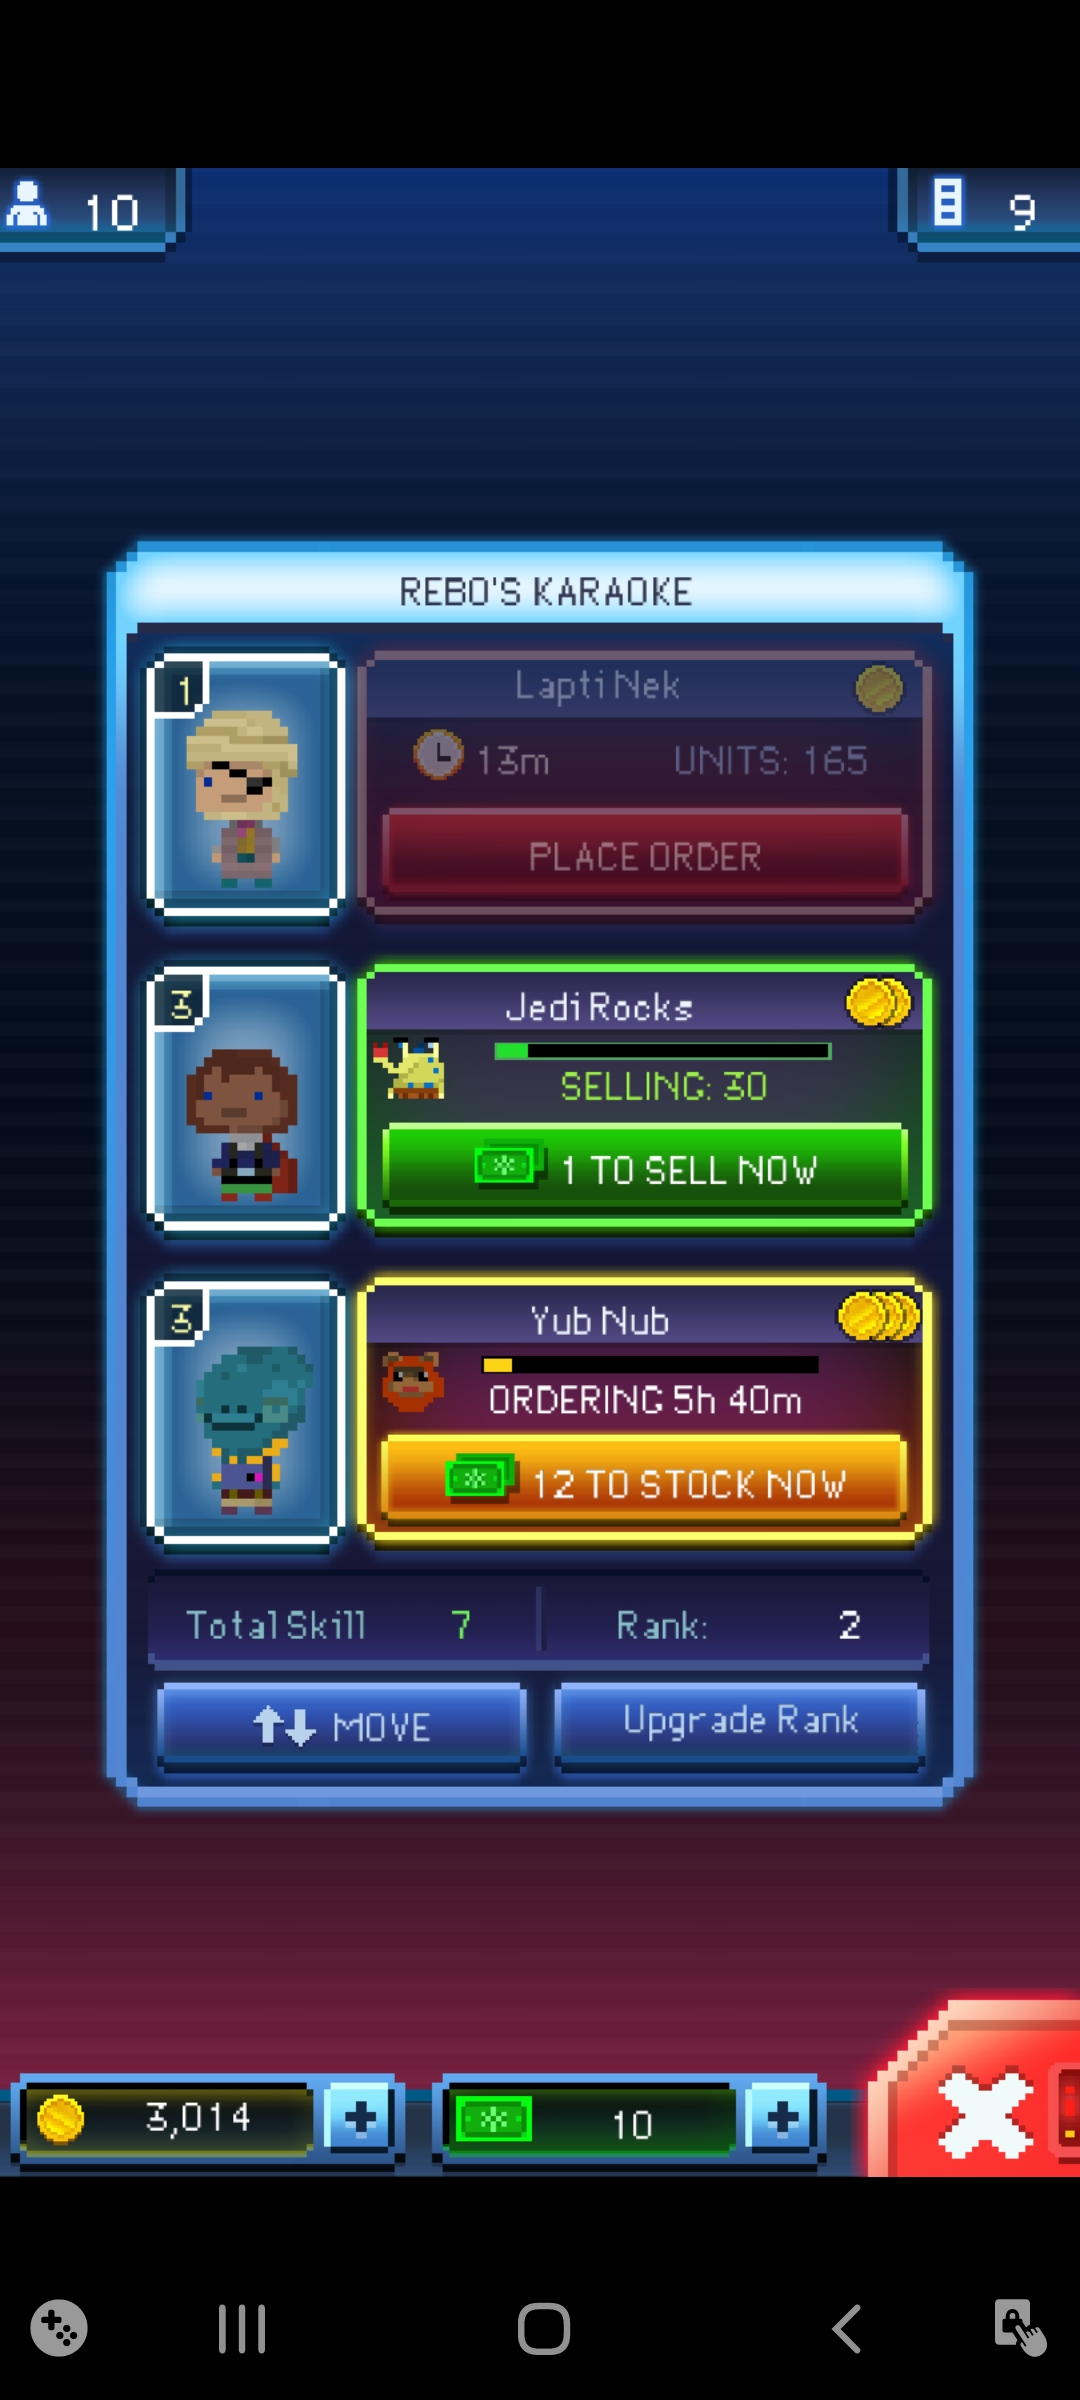 10
9
REBO'S KARAOKE
1
Lapti Nek
13m UNITS: 165
PLACE ORDER
3
Jedi Rocks
SELLING: 30
1 TO SELL NOW
3
Yub Nub
ORDERING 5h 40m
12 TO STOCK NOW
Total Skill 7 Rank: 2
MOVE Upgrade Rank
3,014 10